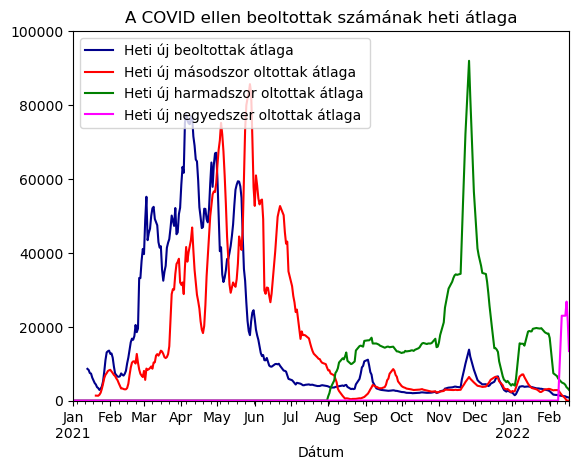 A COVID ellen beoltottak számának heti átlaga
100000
80000
60000
40000
20000
0
Heti új beoltottak átlaga
Heti új másodszor oltottak átlaga
Heti új harmadszor oltottak átlaga
Heti új negyedszer oltottak átlaga
Jan Feb Mar Apr May Jun Jul Aug Sep Oct Nov Dec Jan Feb
2021 2022
Dátum